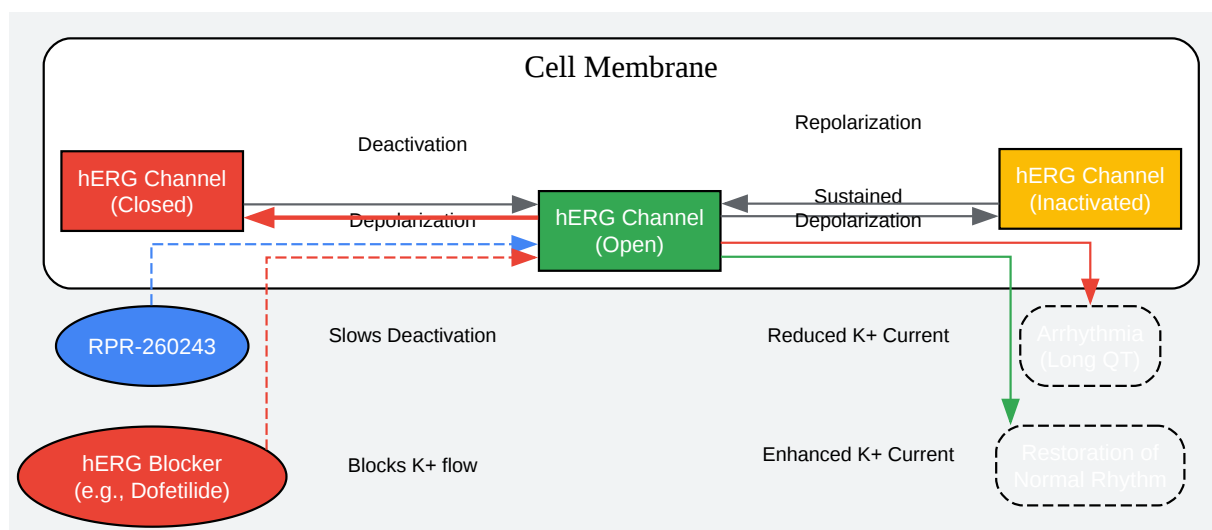 Cell Membrane
Repolarization
Deactivation
hERG Channel
(Closed)
hERG Channel
(Inactivated)
Sustained
Depolarization
Depolarization
hERG Channel
(Open)
RPR-260243
Slows Deactivation
Reduced K+ Current
Arrhythmia
(Long QT)
hERG Blocker
(e.g., Dofetilide)
Blocks K+ flow
Enhanced K+ Current
Restoration of
Normal Rhythm